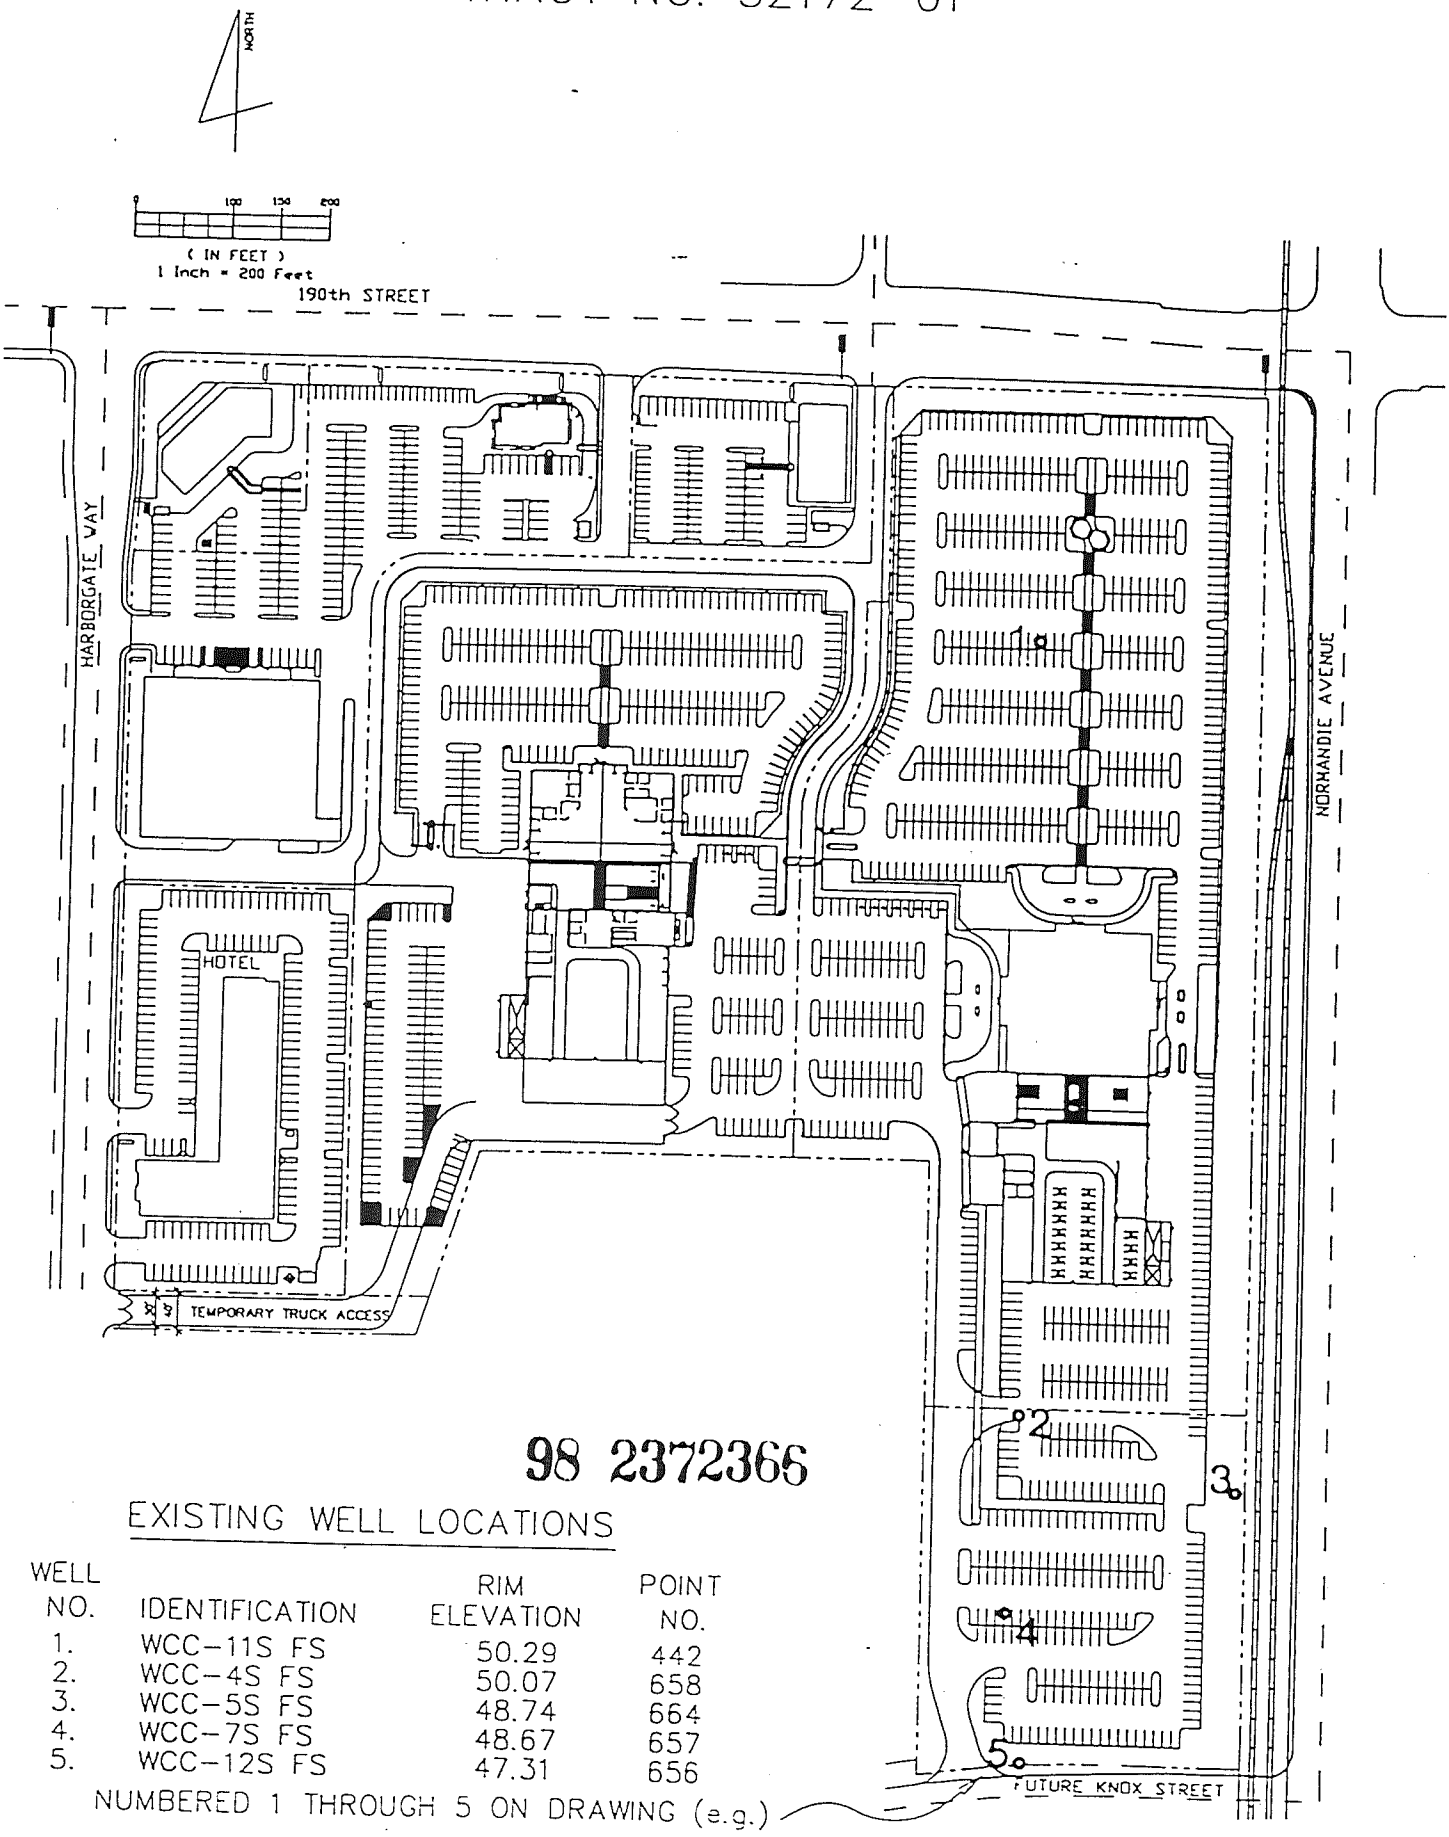 NORTH
0 100 150 200
( IN FEET )
1 Inch = 200 Feet
190th STREET
HARBORGATE WAY
NORMANDIE AVENUE
1
HOTEL
TEMPORARY TRUCK ACCESS
2
98 2372366
3
EXISTING WELL LOCATIONS
WELL NO. IDENTIFICATION RIM ELEVATION POINT NO.
1. WCC-11S FS 50.29 442
2. WCC-4S FS 50.07 658
3. WCC-5S FS 48.74 664
4. WCC-7S FS 48.67 657
5. WCC-12S FS 47.31 656
4
5
FUTURE KNOX STREET
NUMBERED 1 THROUGH 5 ON DRAWING (e.g.)